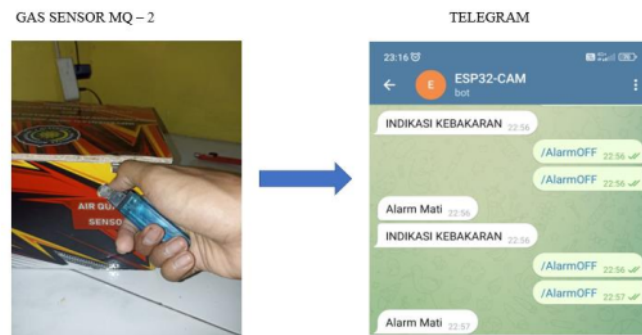 GAS SENSOR MQ – 2
TELEGRAM
AIR QU
SENSO
23:16
ESP32-CAM
E
bot
INDIKASI KEBAKARAN 22:56
/AlarmOFF 22:56
/AlarmOFF 22:56
Alarm Mati 22:56
INDIKASI KEBAKARAN 22:56
/AlarmOFF 22:56
/AlarmOFF 22:57
Alarm Mati 22:57